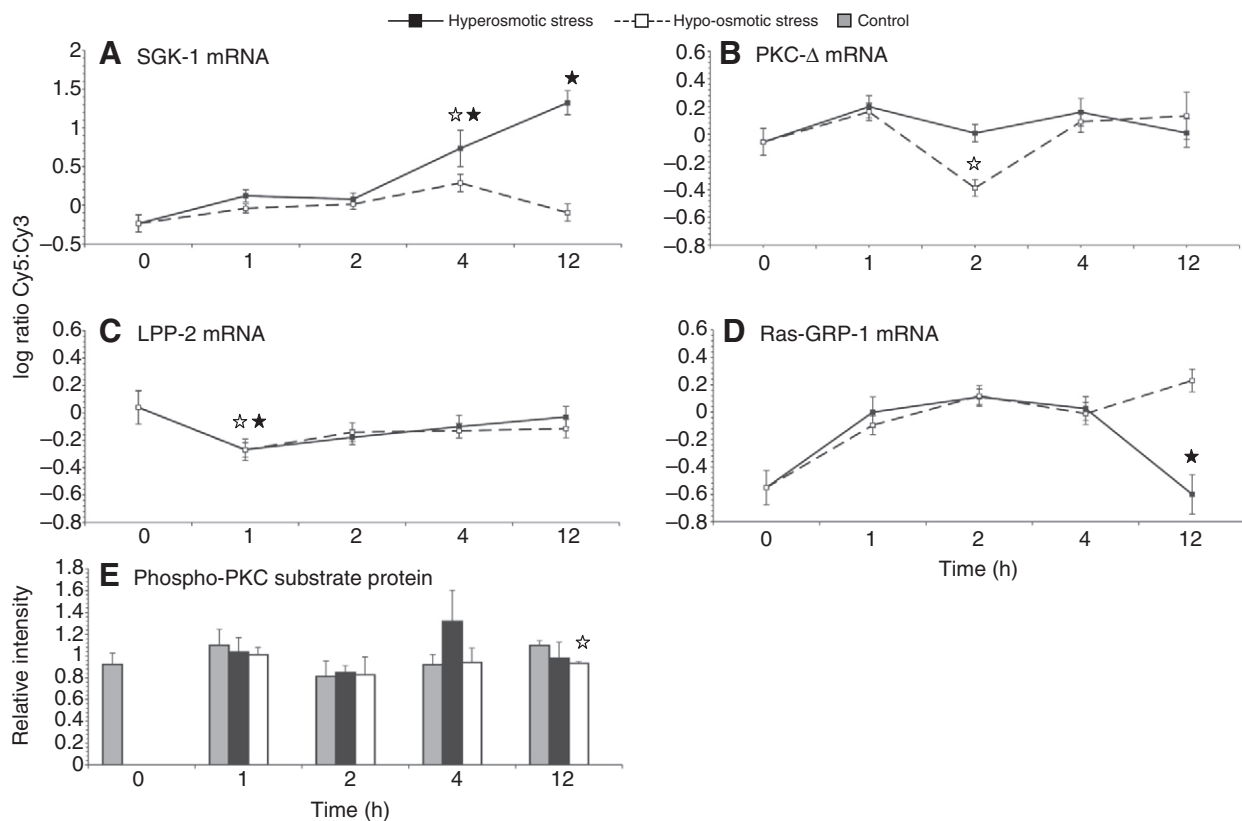 Hyperosmotic stress Hypo-osmotic stress Control
A SGK-1 mRNA
2
1.5
1
0.5
0
–0.5
0 1 2 4 12
B PKC-Δ mRNA
0.6
0.4
0.2
0
–0.2
–0.4
–0.6
–0.8
0 1 2 4 12
log ratio Cy5:Cy3
C LPP-2 mRNA
0.6
0.4
0.2
0
–0.2
–0.4
–0.6
–0.8
0 1 2 4 12
D Ras-GRP-1 mRNA
0.6
0.4
0.2
0
–0.2
–0.4
–0.6
–0.8
0 1 2 4 12
Time (h)
E Phospho-PKC substrate protein
Relative intensity
1.8
1.6
1.4
1.2
1
0.8
0.6
0.4
0.2
0
0 1 2 4 12
Time (h)